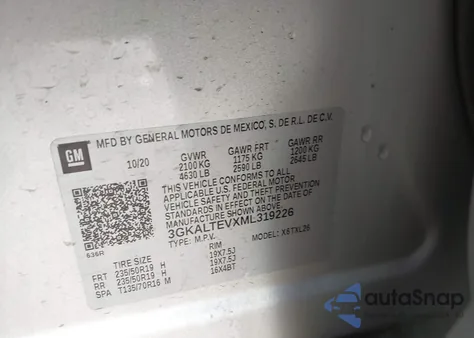 GM
MFD BY GENERAL MOTORS DE MEXICO, S. DE R.L. DE C.V.
10/20 GVWR GAWR FRT GAWR RR
2100 KG 1175 KG 1200 KG
4630 LB 2590 LB 2645 LB
THIS VEHICLE CONFORMS TO ALL
APPLICABLE U.S. FEDERAL MOTOR
VEHICLE SAFETY AND THEFT PREVENTION
STANDARDS IN EFFECT ON THE DATE OF
MANUFACTURE SHOWN ABOVE.
3GKALTEVXML319226
TYPE: M.P.V. MODEL: X6TXL26
636R
TIRE SIZE RIM
FRT 235/50R19 H 19X7.5J
RR 235/50R19 H 19X7.5J
SPA T135/70R16 M 16X4BT
autoSnap